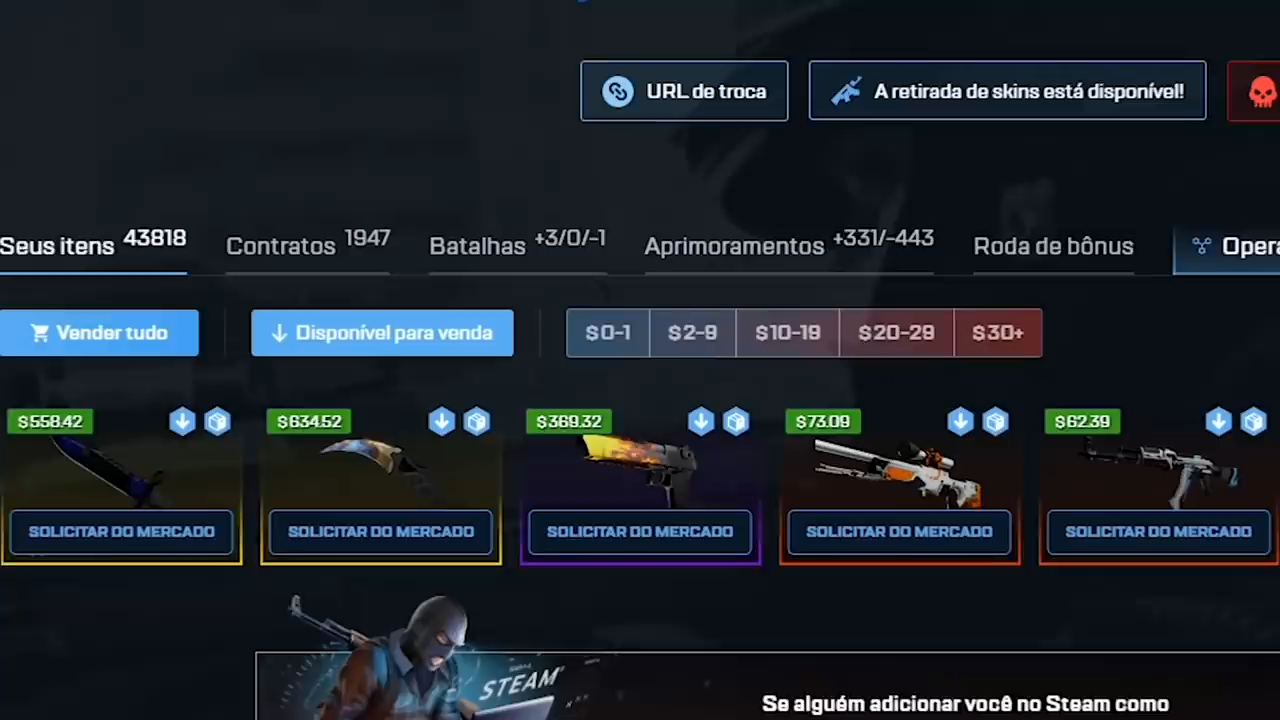 URL de troca
A retirada de skins está disponível!
Seus itens 43818
Contratos 1947
Batalhas +3/0/-1
Aprimoramentos +331/-443
Roda de bônus
Opera
Vender tudo
Disponível para venda
$0-1
$2-9
$10-19
$20-29
$30+
$558.42
$634.52
$369.32
$73.09
$62.39
SOLICITAR DO MERCADO
SOLICITAR DO MERCADO
SOLICITAR DO MERCADO
SOLICITAR DO MERCADO
SOLICITAR DO MERCADO
STEAM
Se alguém adicionar você no Steam como